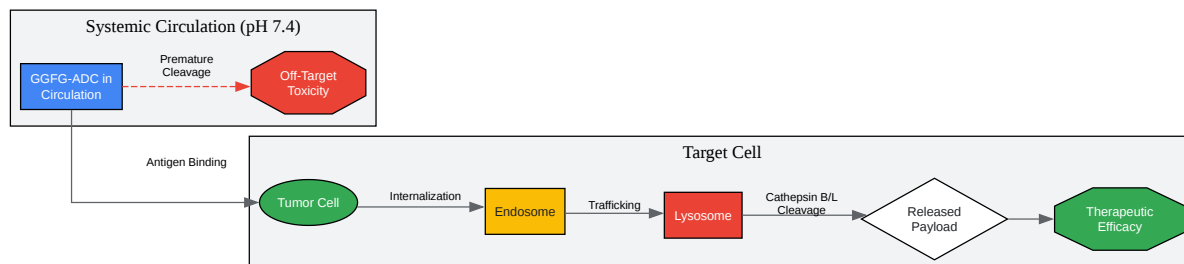 Systemic Circulation (pH 7.4)
GGFG-ADC in
Circulation
Premature
Cleavage
Off-Target
Toxicity
Antigen Binding
Target Cell
Tumor Cell
Internalization
Endosome
Trafficking
Lysosome
Cathepsin B/L
Cleavage
Released
Payload
Therapeutic
Efficacy